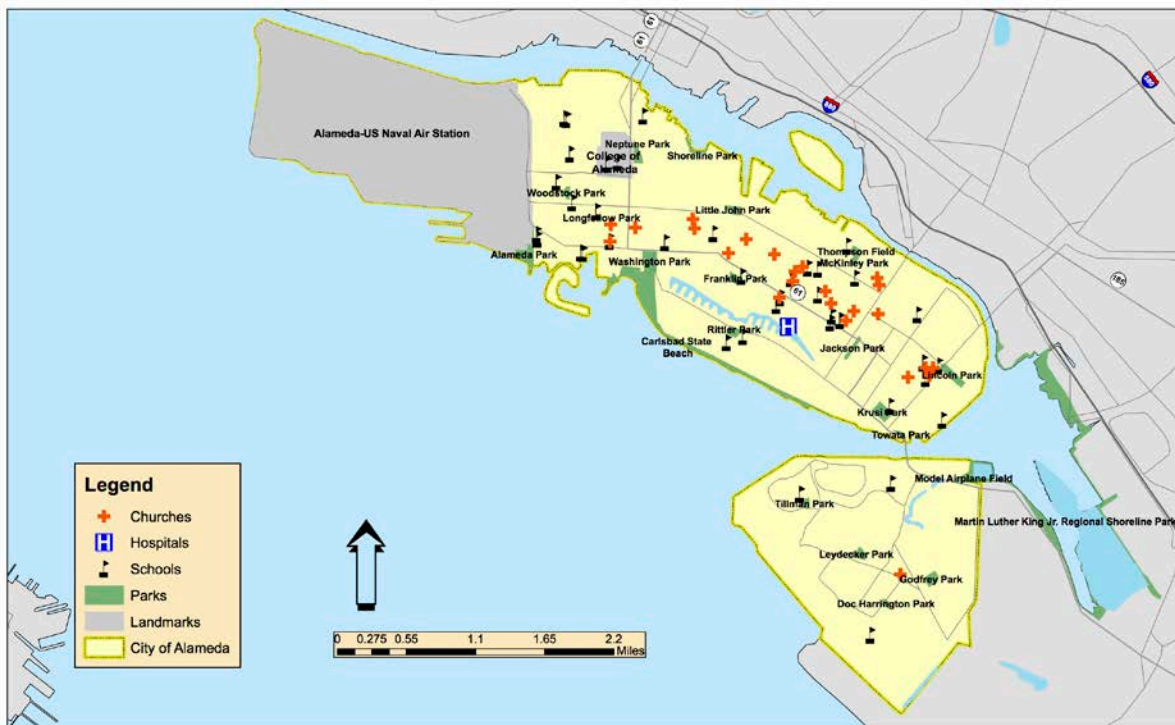 61
61
61
880
880
Alameda-US Naval Air Station
Neptune Park
College of
Alameda
Shoreline Park
Woodstock Park
Longfellow Park
Little John Park
Alameda Park
Washington Park
Thompson Field
McKinley Park
Franklin Park
61
185
Rittler Park
Carlsbad State
Beach
Jackson Park
Lincoln Park
Krusi Park
Towata Park
Model Airplane Field
Tillman Park
Martin Luther King Jr. Regional Shoreline Park
Leydecker Park
Godfrey Park
Doc Harrington Park
Legend
Churches
H Hospitals
Schools
Parks
Landmarks
City of Alameda
H
0 0.275 0.55 1.1 1.65 2.2
Miles